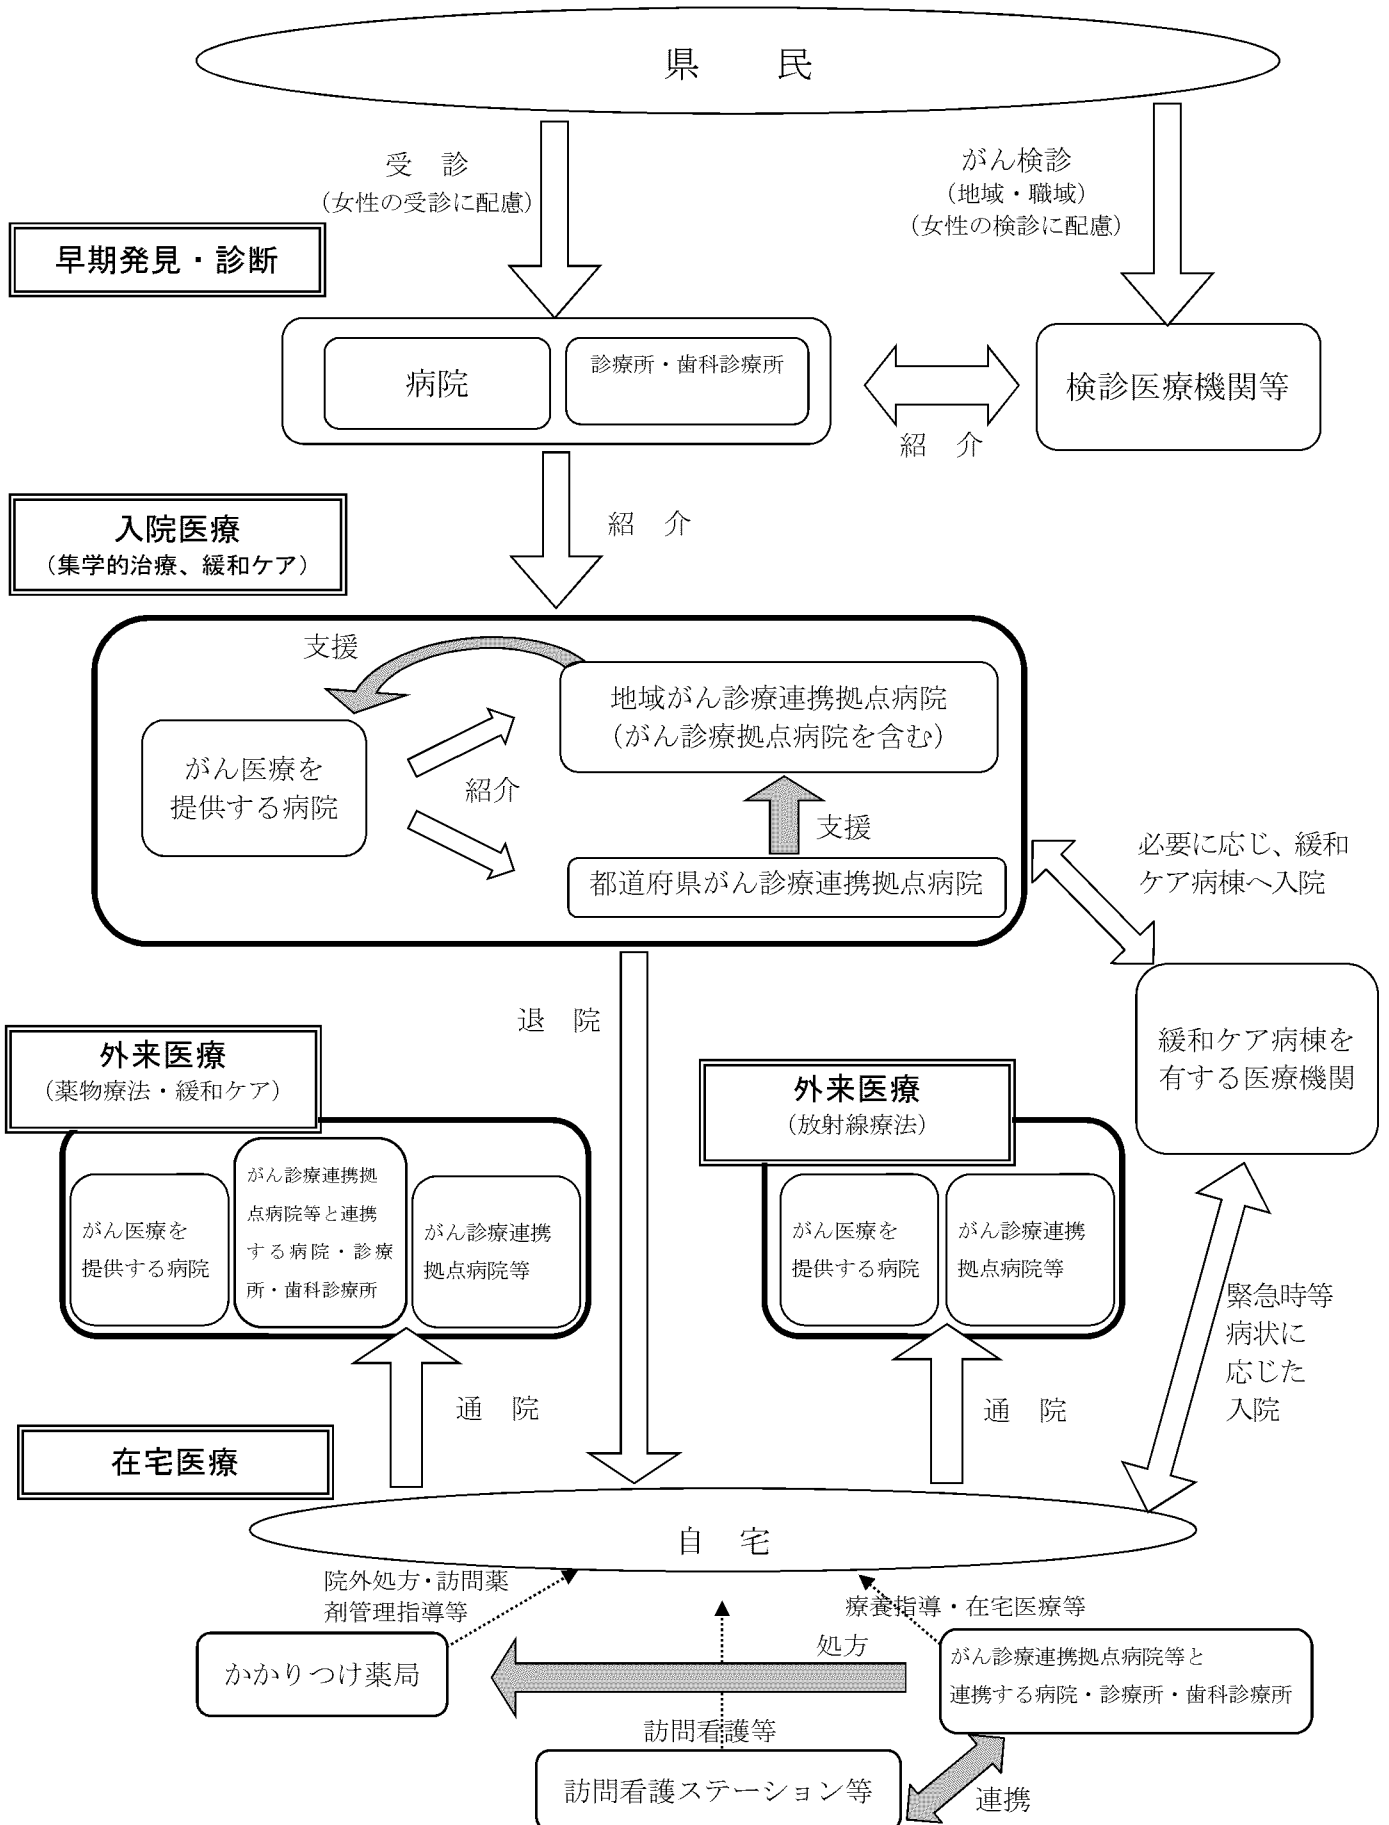 県　　民
受　診
（女性の受診に配慮）
がん検診
（地域・職域）
（女性の検診に配慮）
早期発見・診断
病院
診療所・歯科診療所
検診医療機関等
紹　介
入院医療
（集学的治療、緩和ケア）
紹　介
支援
地域がん診療連携拠点病院
（がん診療拠点病院を含む）
がん医療を
提供する病院
紹介
支援
都道府県がん診療連携拠点病院
必要に応じ、緩和
ケア病棟へ入院
退　院
緩和ケア病棟を
有する医療機関
外来医療
（薬物療法・緩和ケア）
がん医療を
提供する病院
がん診療連携拠
点病院等と連携
する病院・診療
所・歯科診療所
がん診療連携
拠点病院等
外来医療
（放射線療法）
がん医療を
提供する病院
がん診療連携
拠点病院等
緊急時等
病状に
応じた
入院
通　院
通　院
在宅医療
自　宅
院外処方・訪問薬
剤管理指導等
療養指導・在宅医療等
かかりつけ薬局
処方
がん診療連携拠点病院等と
連携する病院・診療所・歯科診療所
訪問看護等
訪問看護ステーション等
連携